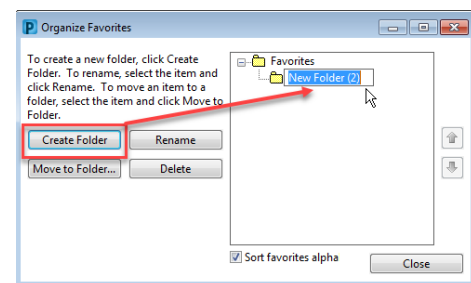 Organize Favorites
To create a new folder, click Create
Folder. To rename, select the item and
click Rename. To move an item to a
folder, select the item and click Move to
Folder.
Create Folder
Rename
Move to Folder...
Delete
Favorites
New Folder (2)
Sort favorites alpha
Close